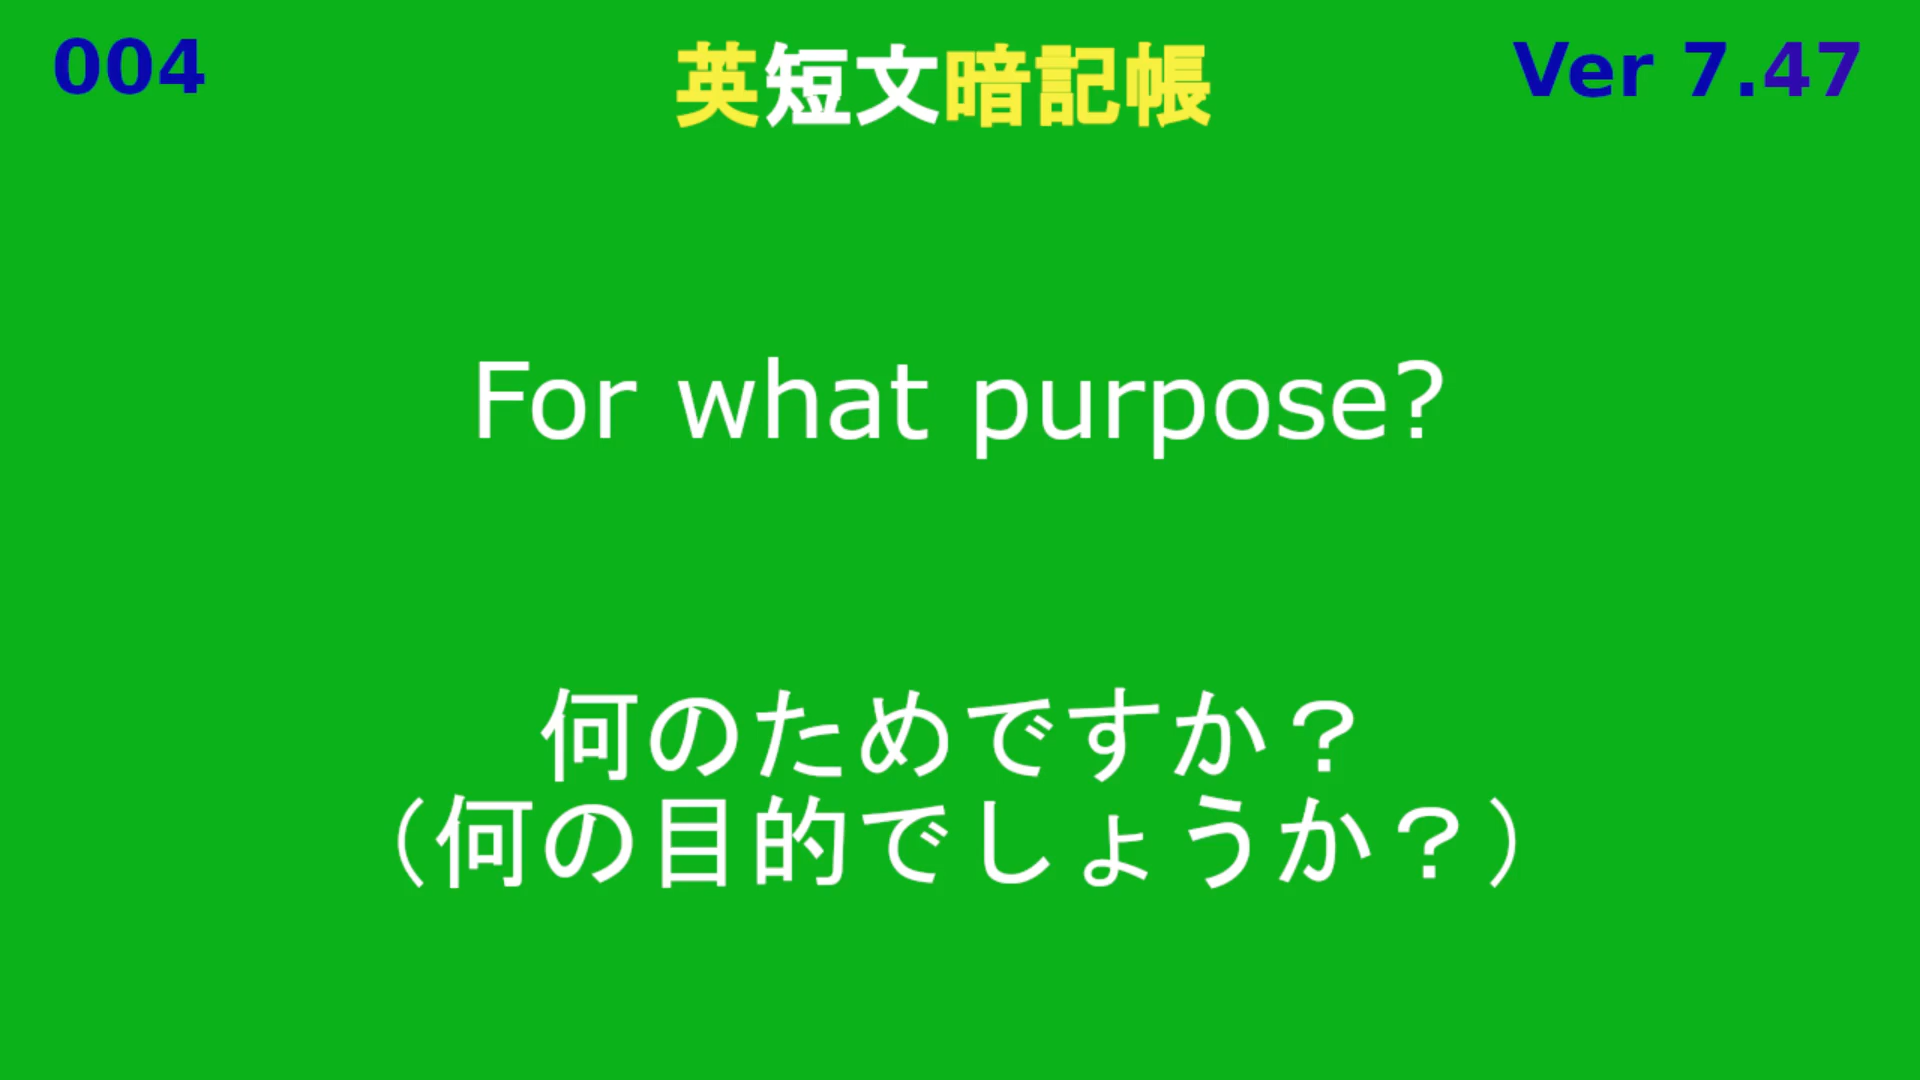 004
英短文暗記帳
Ver 7.47
For what purpose?
何のためですか？
（何の目的でしょうか？）